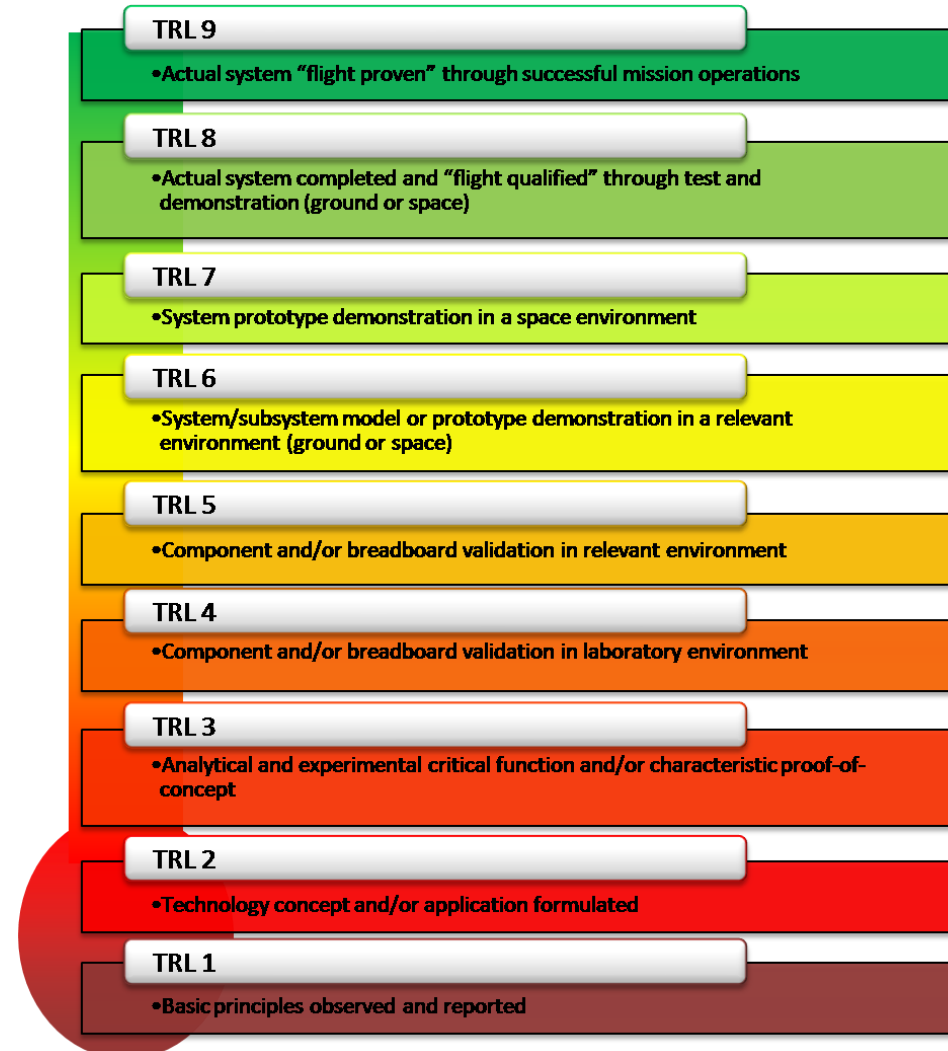 TRL 9
•Actual system “flight proven” through successful mission operations
TRL 8
•Actual system completed and “flight qualified” through test and
demonstration (ground or space)
TRL 7
•System prototype demonstration in a space environment
TRL 6
•System/subsystem model or prototype demonstration in a relevant
environment (ground or space)
TRL 5
•Component and/or breadboard validation in relevant environment
TRL 4
•Component and/or breadboard validation in laboratory environment
TRL 3
•Analytical and experimental critical function and/or characteristic proof-of-
concept
TRL 2
•Technology concept and/or application formulated
TRL 1
•Basic principles observed and reported